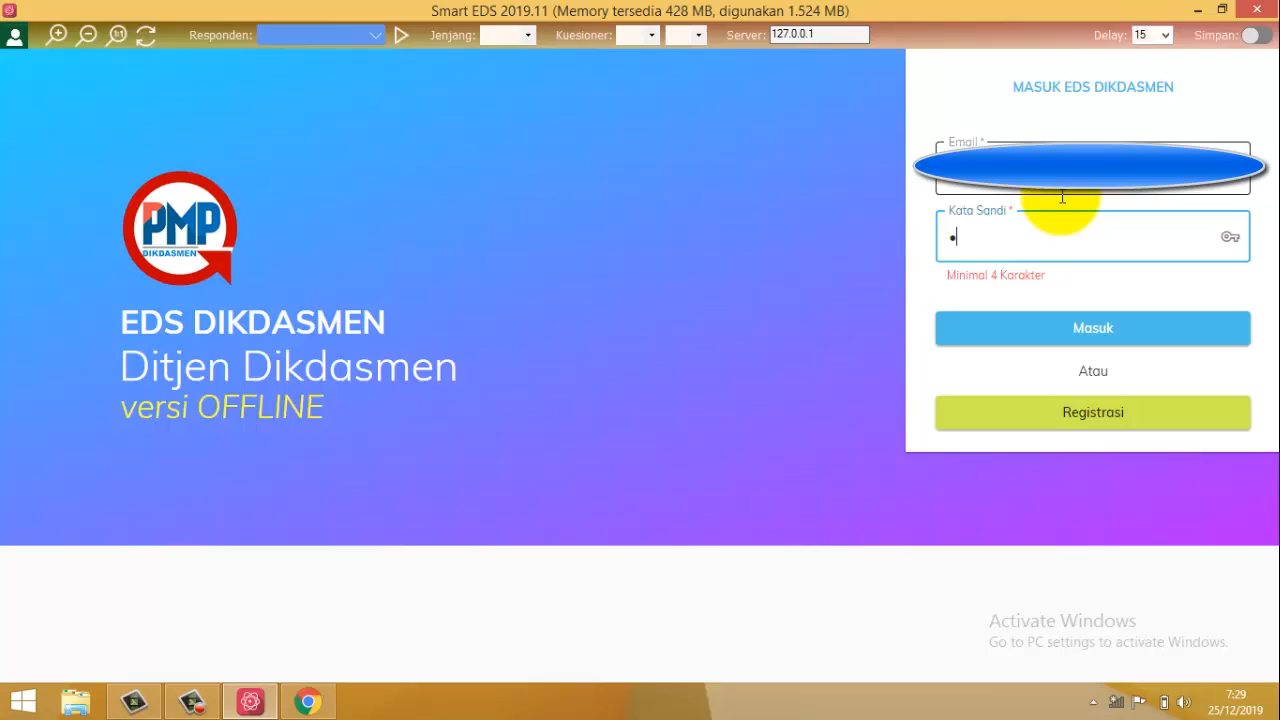 Smart EDS 2019.11 (Memory tersedia 428 MB, digunakan 1.524 MB)
Responden:
Jenjang:
Kuesioner:
Server: 127.0.0.1
Delay: 15
Simpan:
MASUK EDS DIKDASMEN
Email *
Kata Sandi *
Minimal 4 Karakter
Masuk
Atau
Registrasi
PMP
DIKDASMEN
EDS DIKDASMEN
Ditjen Dikdasmen
versi OFFLINE
Activate Windows
Go to PC settings to activate Windows.
7:29
25/12/2019